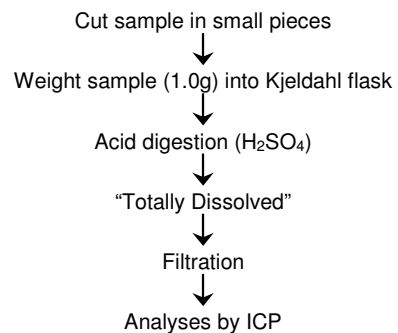 Cut sample in small pieces
Weight sample (1.0g) into Kjeldahl flask
Acid digestion (H₂SO₄)
“Totally Dissolved”
Filtration
Analyses by ICP